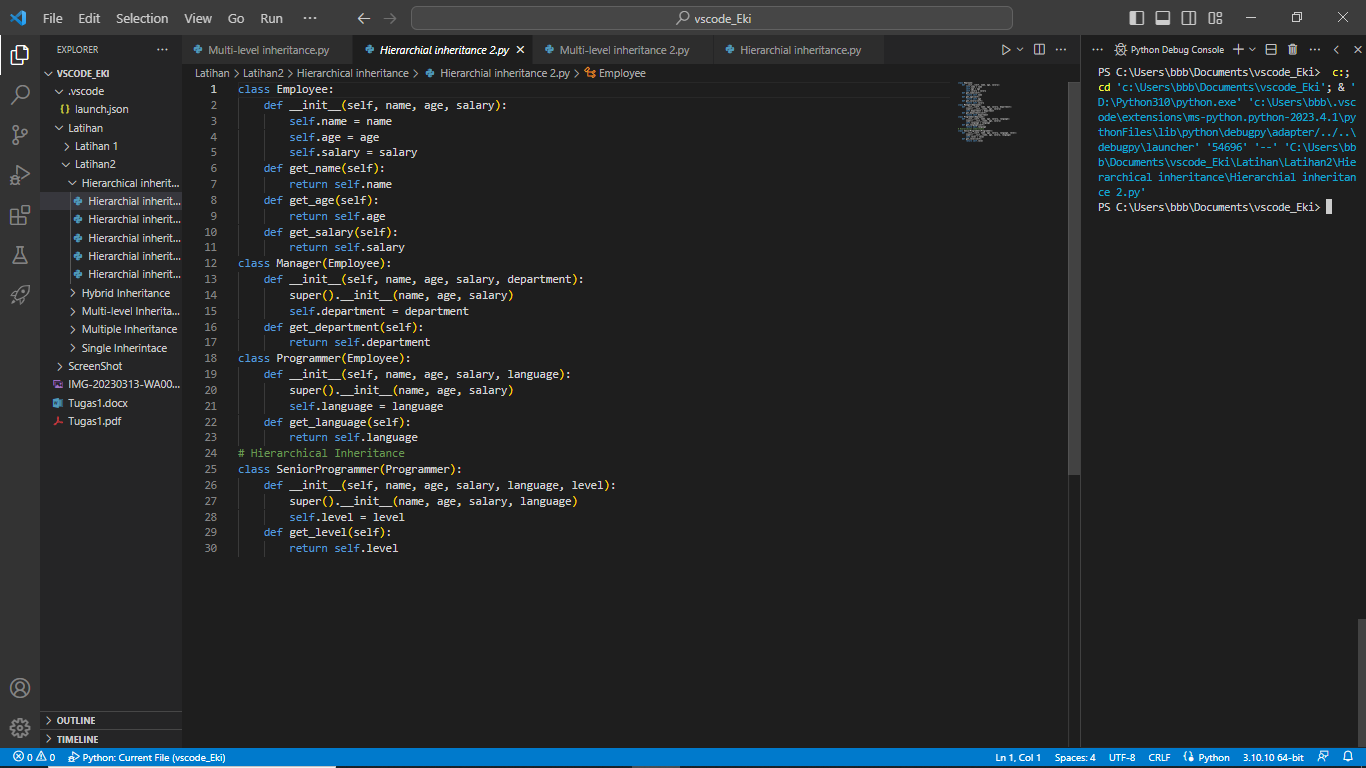 File Edit Selection View Go Run ··· vscode_Eki
EXPLORER ···
VSCODE_EKI
.vscode
launch.json
Latihan
Latihan 1
Latihan2
Hierarchical inherit...
Hierarchial inherit...
Hierarchial inherit...
Hierarchial inherit...
Hierarchial inherit...
Hierarchial inherit...
Hybrid Inheritance
Multi-level Inherita...
Multiple Inheritance
Single Inherintace
ScreenShot
IMG-20230313-WA00...
Tugas1.docx
Tugas1.pdf
OUTLINE
TIMELINE
Multi-level inheritance.py Hierarchial inheritance 2.py Multi-level inheritance 2.py Hierarchial inheritance.py
Latihan > Latihan2 > Hierarchical inheritance > Hierarchial inheritance 2.py > Employee
1 class Employee:
2 def __init__(self, name, age, salary):
3 self.name = name
4 self.age = age
5 self.salary = salary
6 def get_name(self):
7 return self.name
8 def get_age(self):
9 return self.age
10 def get_salary(self):
11 return self.salary
12 class Manager(Employee):
13 def __init__(self, name, age, salary, department):
14 super().__init__(name, age, salary)
15 self.department = department
16 def get_department(self):
17 return self.department
18 class Programmer(Employee):
19 def __init__(self, name, age, salary, language):
20 super().__init__(name, age, salary)
21 self.language = language
22 def get_language(self):
23 return self.language
24 # Hierarchical Inheritance
25 class SeniorProgrammer(Programmer):
26 def __init__(self, name, age, salary, language, level):
27 super().__init__(name, age, salary, language)
28 self.level = level
29 def get_level(self):
30 return self.level
··· Python Debug Console
PS C:\Users\bbb\Documents\vscode_Eki>  c:;
cd 'c:\Users\bbb\Documents\vscode_Eki'; & '
D:\Python310\python.exe' 'c:\Users\bbb\.vsc
ode\extensions\ms-python.python-2023.4.1\py
thonFiles\lib\python\debugpy\adapter/../..\
debugpy\launcher' '54696' '--' 'C:\Users\bb
b\Documents\vscode_Eki\Latihan\Latihan2\Hie
rarchical inheritance\Hierarchial inheritan
ce 2.py'
PS C:\Users\bbb\Documents\vscode_Eki>
0 0 Python: Current File (vscode_Eki) Ln 1, Col 1 Spaces: 4 UTF-8 CRLF Python 3.10.10 64-bit